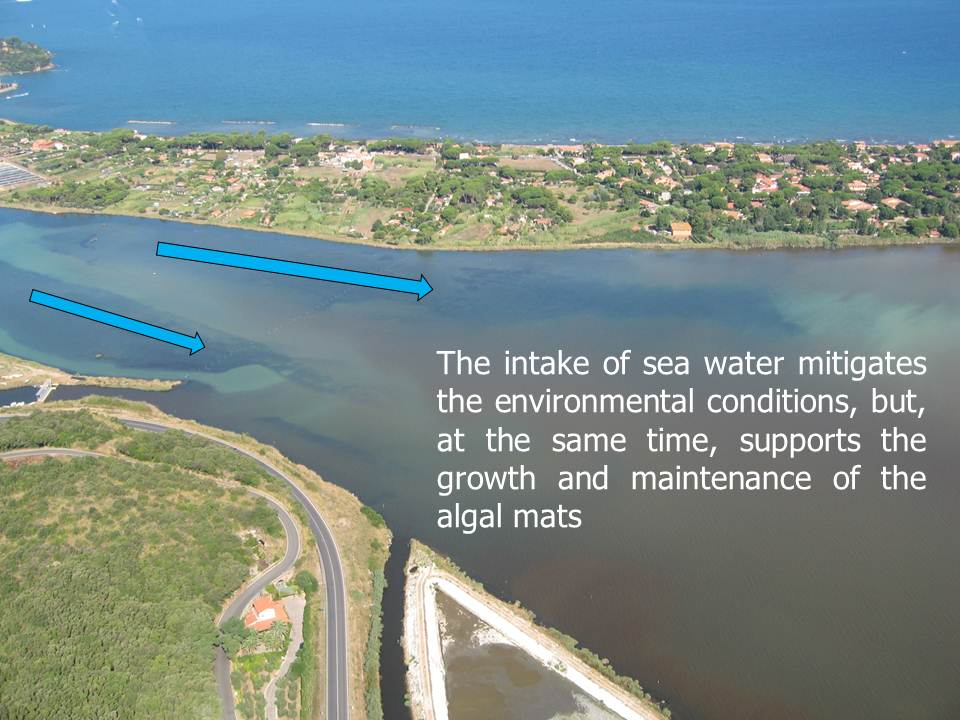 The intake of sea water mitigates
the environmental conditions, but,
at the same time, supports the
growth and maintenance of the
algal mats